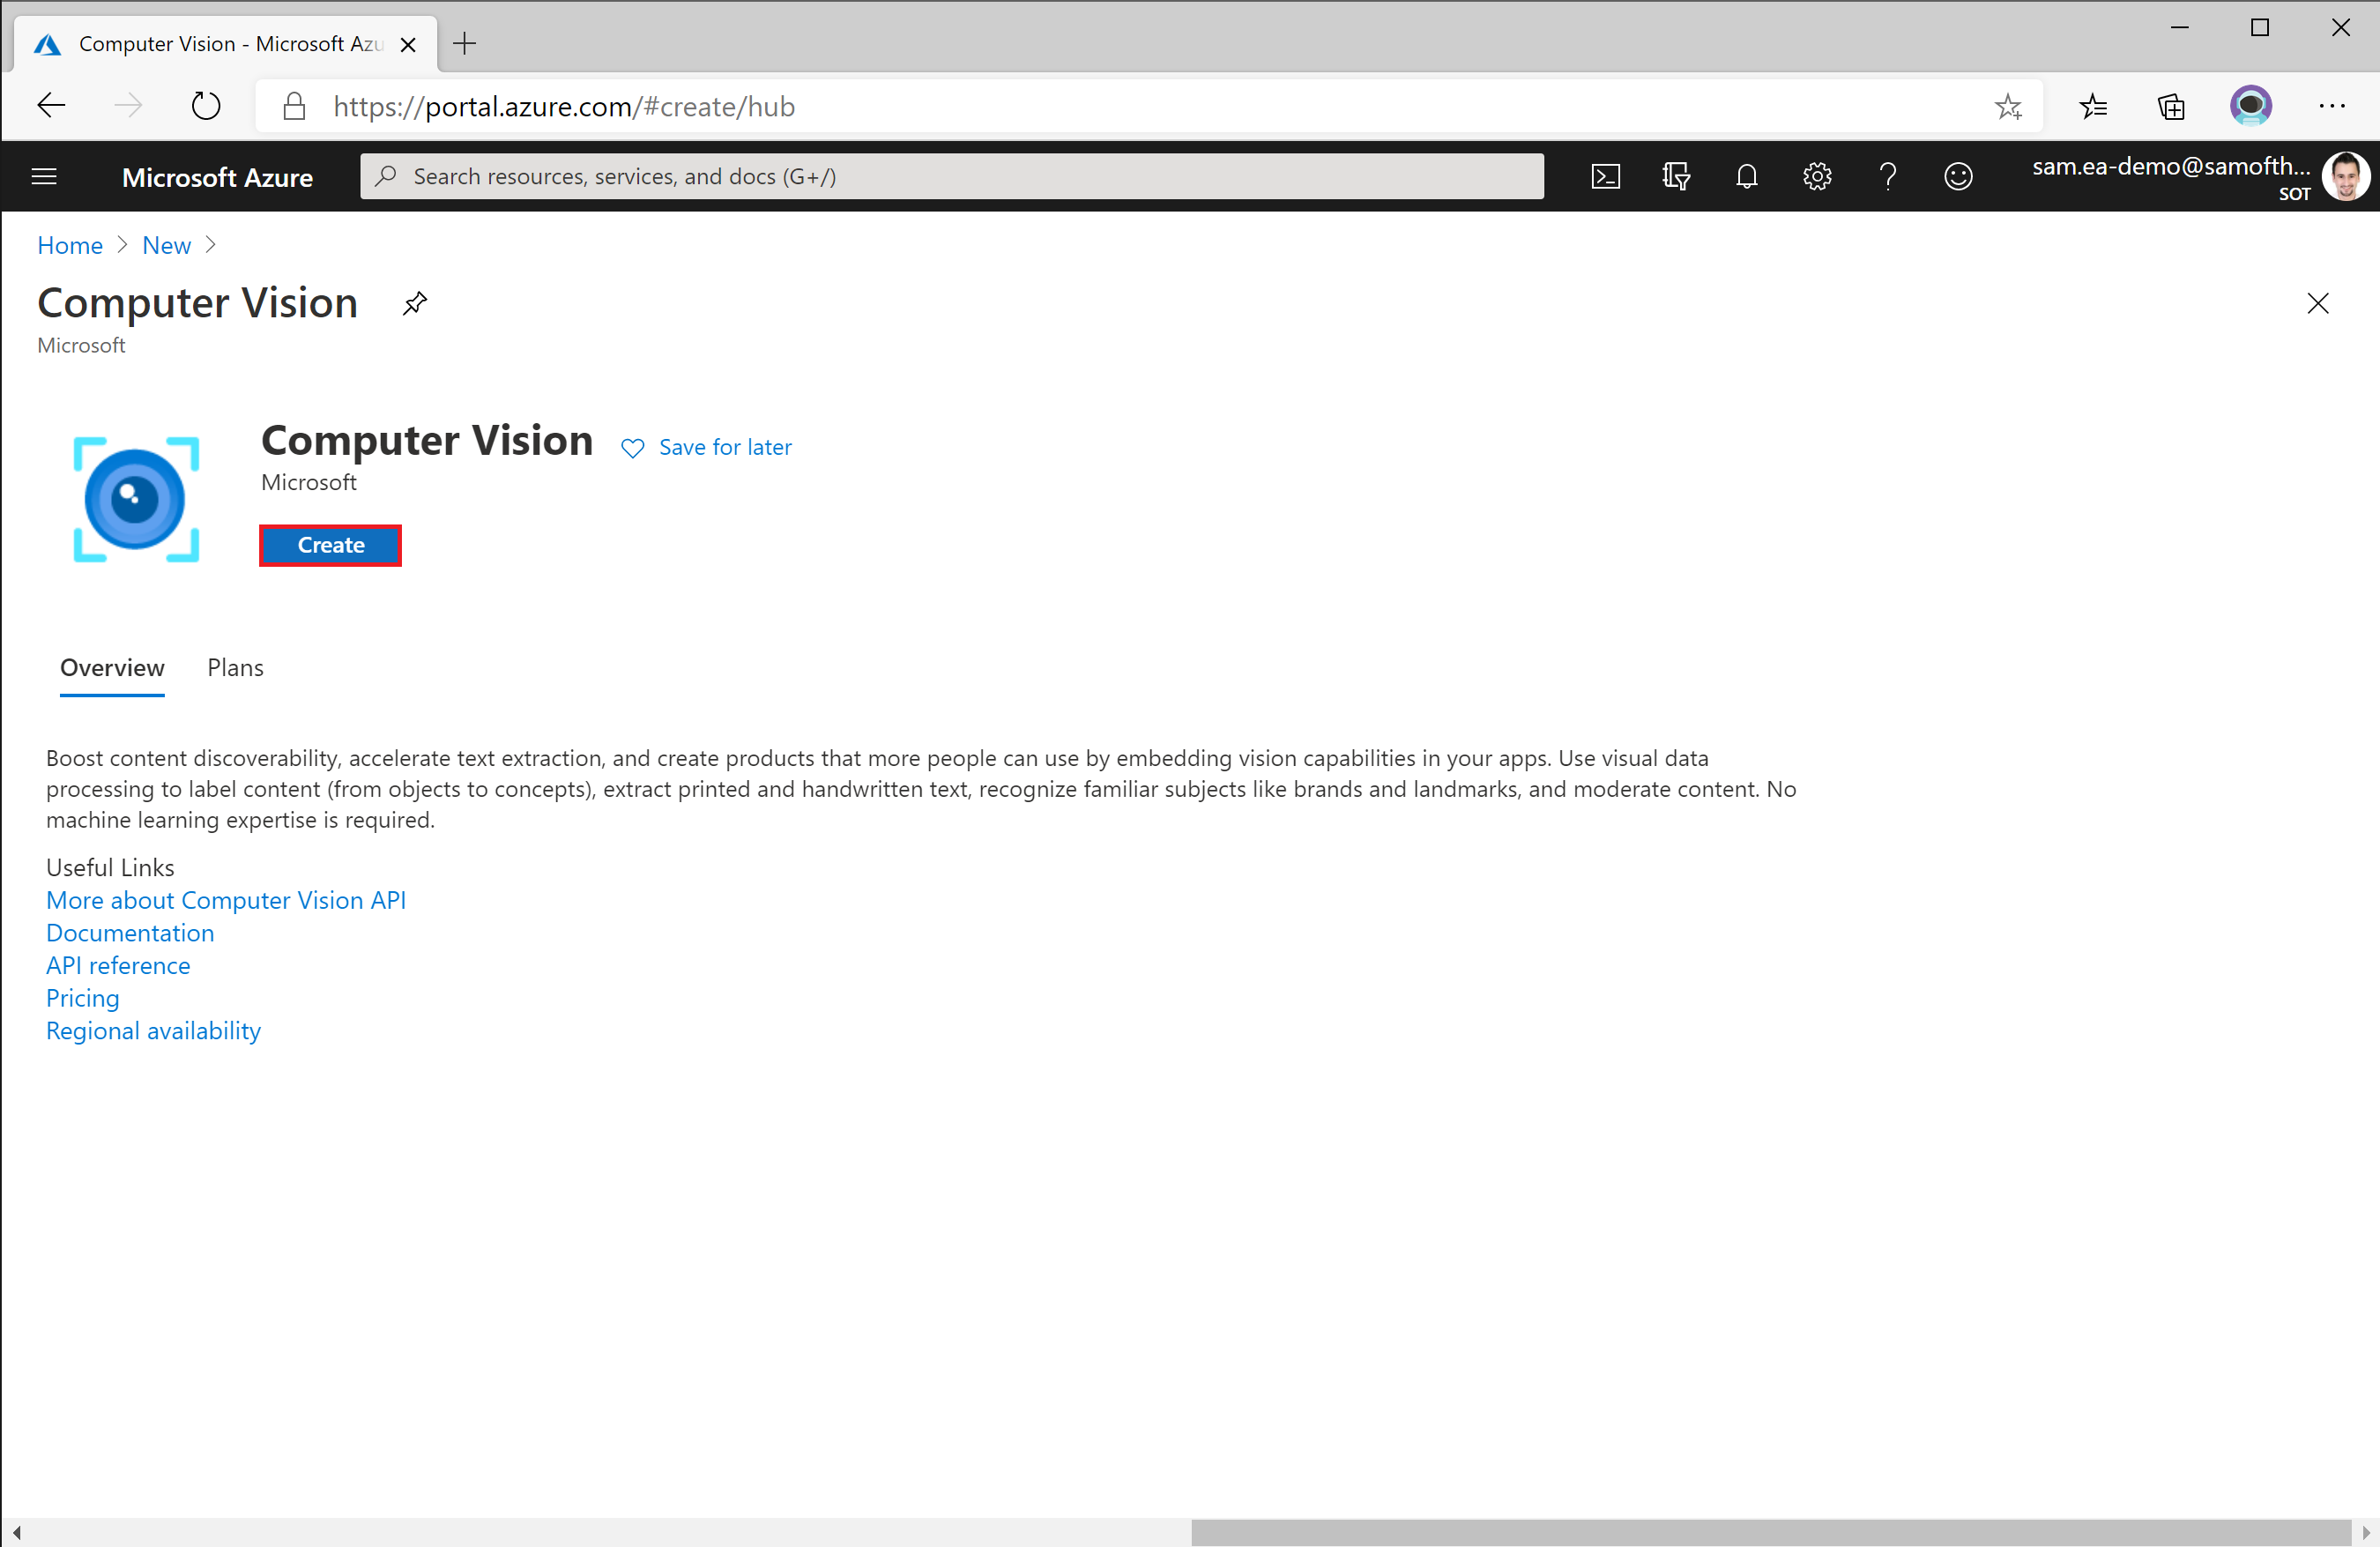 Computer Vision - Microsoft Azu
https://portal.azure.com/#create/hub
Microsoft Azure
Search resources, services, and docs (G+/)
sam.ea-demo@samofth...
SOT
Home > New >
Computer Vision
Microsoft
Computer Vision
Save for later
Microsoft
Create
Overview
Plans
Boost content discoverability, accelerate text extraction, and create products that more people can use by embedding vision capabilities in your apps. Use visual data
processing to label content (from objects to concepts), extract printed and handwritten text, recognize familiar subjects like brands and landmarks, and moderate content. No
machine learning expertise is required.
Useful Links
More about Computer Vision API
Documentation
API reference
Pricing
Regional availability